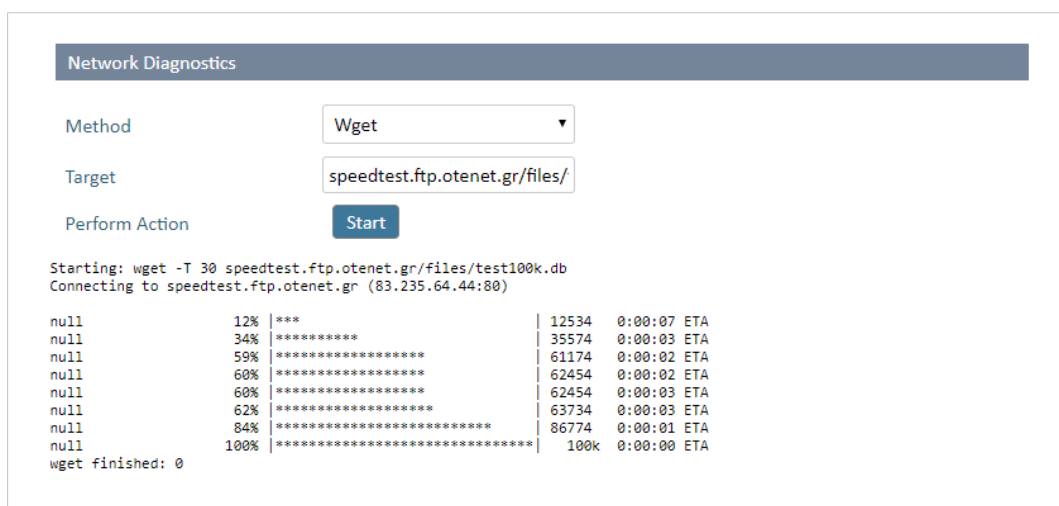 Network Diagnostics
Method Wget
Target speedtest.ftp.otenet.gr/files/
Perform Action Start
Starting: wget -T 30 speedtest.ftp.otenet.gr/files/test100k.db
Connecting to speedtest.ftp.otenet.gr (83.235.64.44:80)
null 12% |*** | 12534 0:00:07 ETA
null 34% |********** | 35574 0:00:03 ETA
null 59% |****************** | 61174 0:00:02 ETA
null 60% |****************** | 62454 0:00:02 ETA
null 60% |****************** | 62454 0:00:03 ETA
null 62% |******************* | 63734 0:00:03 ETA
null 84% |************************** | 86774 0:00:01 ETA
null 100% |*******************************| 100k 0:00:00 ETA
wget finished: 0